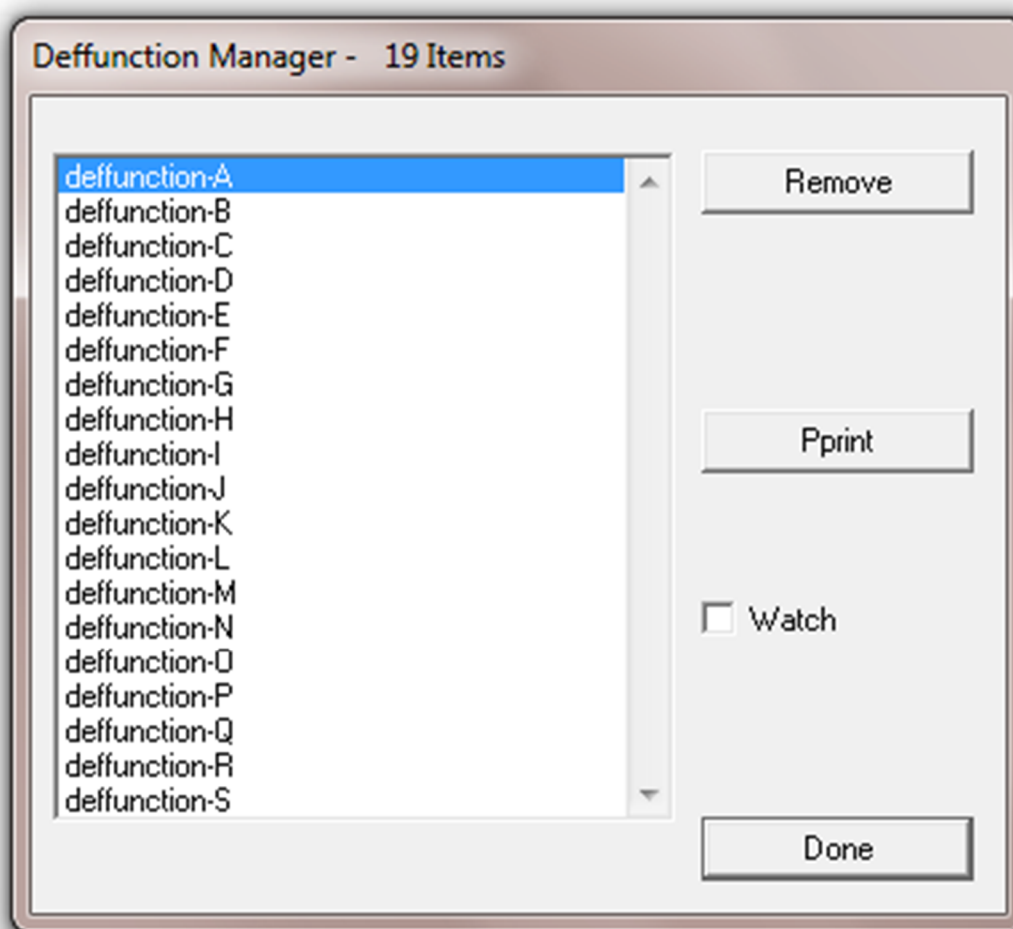 Deffunction Manager -   19 Items
deffunction-A
deffunction-B
deffunction-C
deffunction-D
deffunction-E
deffunction-F
deffunction-G
deffunction-H
deffunction-I
deffunction-J
deffunction-K
deffunction-L
deffunction-M
deffunction-N
deffunction-O
deffunction-P
deffunction-Q
deffunction-R
deffunction-S
Remove
Pprint
Watch
Done